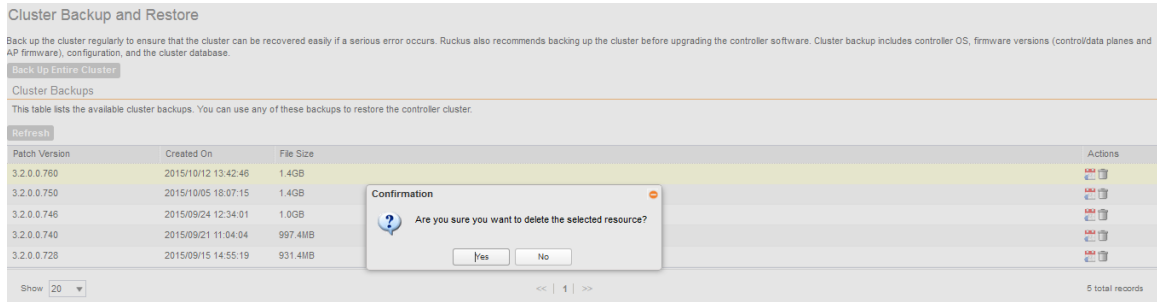 Cluster Backup and Restore
Back up the cluster regularly to ensure that the cluster can be recovered easily if a serious error occurs. Ruckus also recommends backing up the cluster before upgrading the controller software. Cluster backup includes controller OS, firmware versions (control/data planes and
AP firmware), configuration, and the cluster database.
Back Up Entire Cluster
Cluster Backups
This table lists the available cluster backups. You can use any of these backups to restore the controller cluster.
Refresh
Patch Version Created On File Size Actions
3.2.0.0.760 2015/10/12 13:42:46 1.4GB
3.2.0.0.750 2015/10/05 18:07:15 1.4GB
3.2.0.0.746 2015/09/24 12:34:01 1.0GB
3.2.0.0.740 2015/09/21 11:04:04 997.4MB
3.2.0.0.728 2015/09/15 14:55:19 931.4MB
Confirmation
Are you sure you want to delete the selected resource?
Yes No
Show 20 << | 1 | >> 5 total records